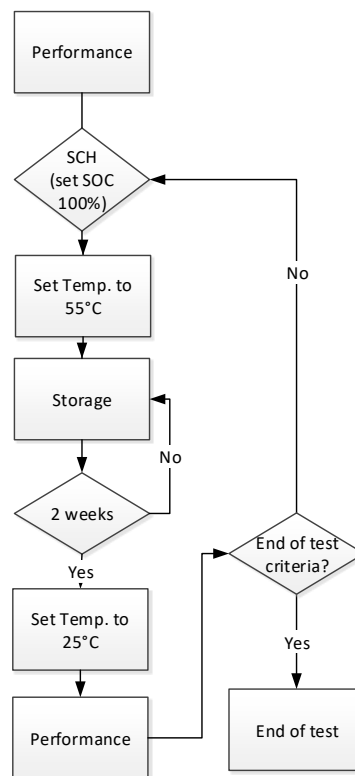 Performance
SCH
(set SOC
100%)
No
Set Temp. to
55°C
Storage
No
2 weeks
End of test
criteria?
Yes
Set Temp. to
25°C
Yes
Performance
End of test